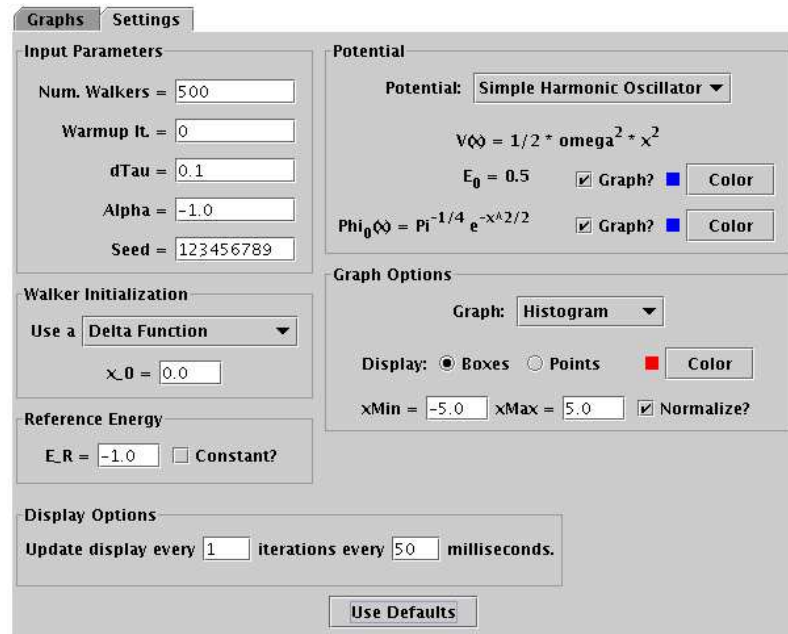 Graphs Settings
Input Parameters
Num. Walkers = 500
Warmup It. = 0
dTau = 0.1
Alpha = -1.0
Seed = 123456789
Walker Initialization
Use a Delta Function
x_0 = 0.0
Reference Energy
E_R = -1.0 Constant?
Potential
Potential: Simple Harmonic Oscillator
V(x) = 1/2 * omega² * x²
E₀ = 0.5 Graph? Color
Phi₀(x) = Pi⁻¹/⁴ e⁻ˣ^²/² Graph? Color
Graph Options
Graph: Histogram
Display: Boxes Points Color
xMin = -5.0 xMax = 5.0 Normalize?
Display Options
Update display every 1 iterations every 50 milliseconds.
Use Defaults